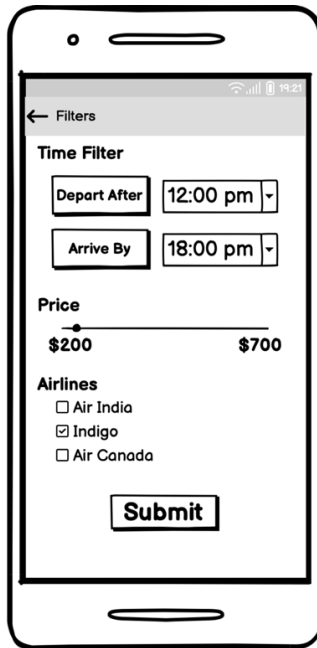 19:21
Filters
Time Filter
Depart After 12:00 pm
Arrive By 18:00 pm
Price
$200 $700
Airlines
Air India
Indigo
Air Canada
Submit